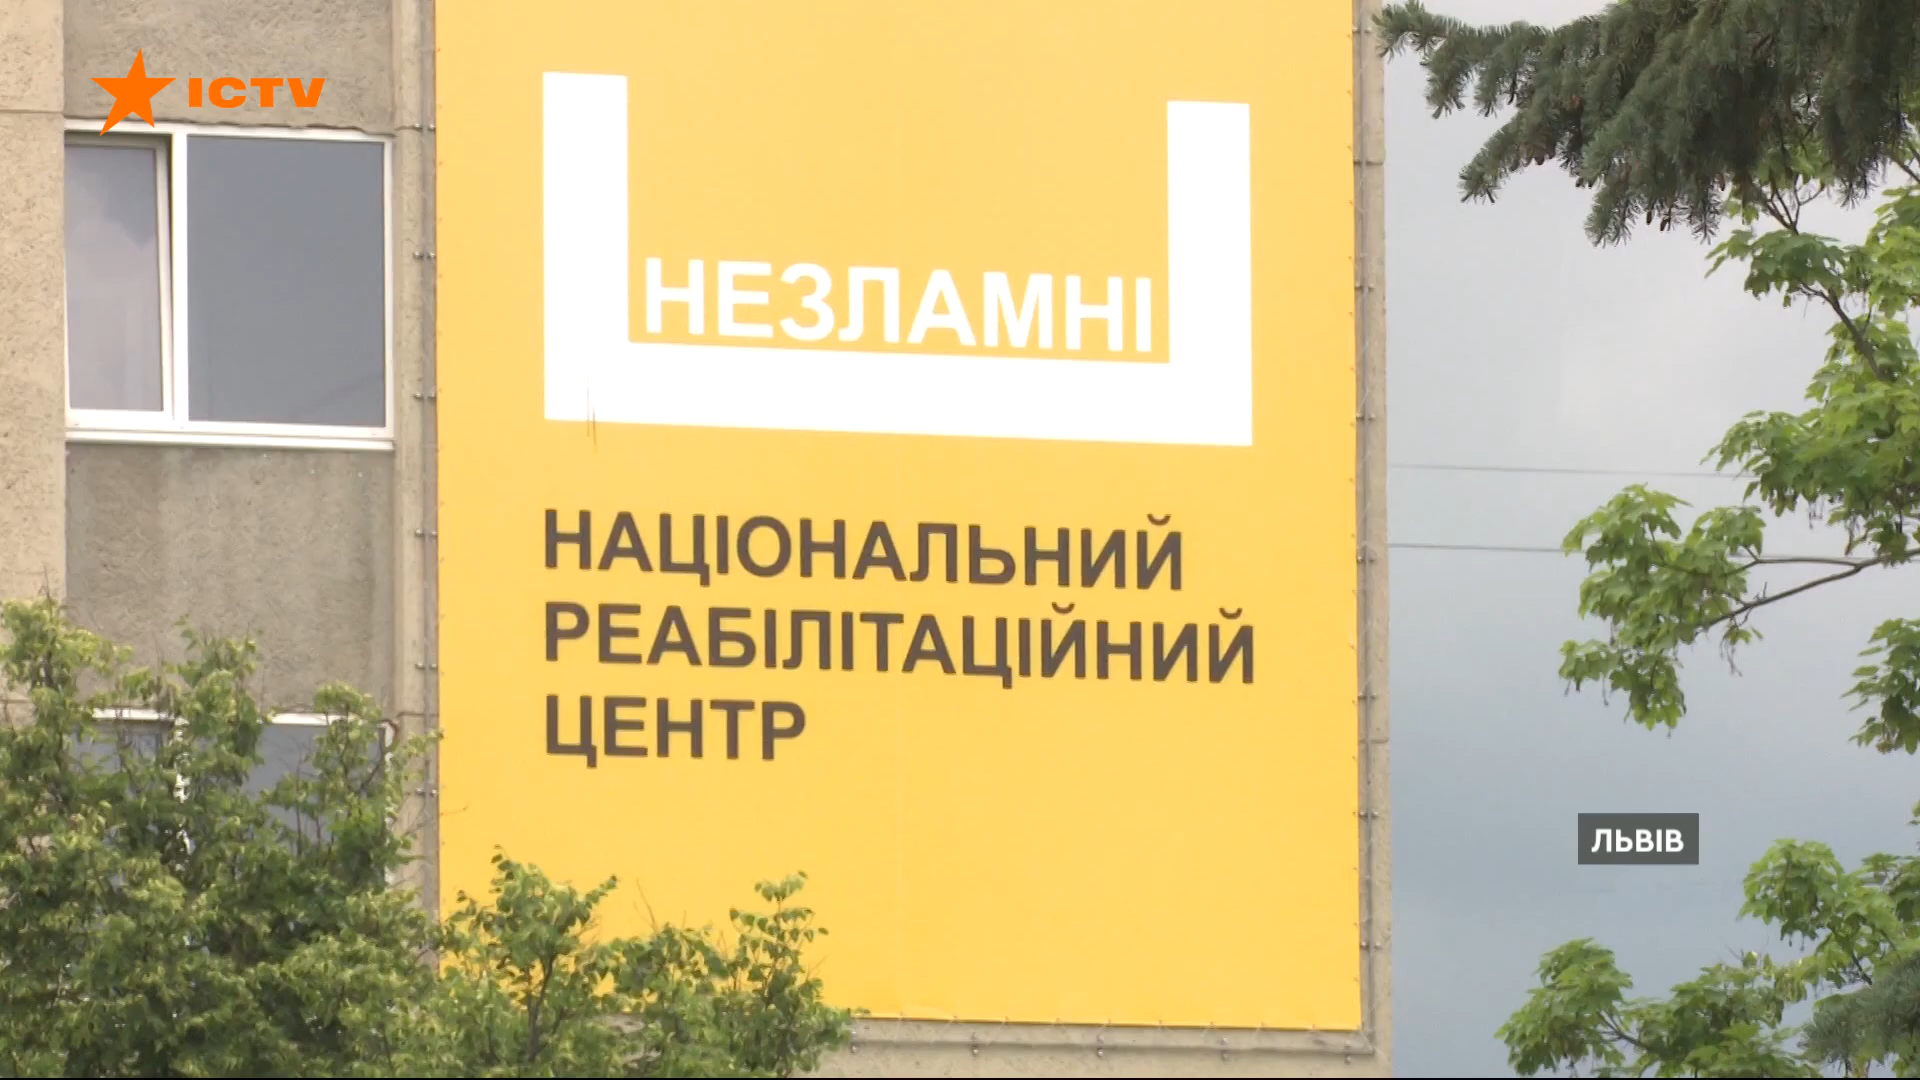 ICTV
НЕЗЛАМНІ
НАЦІОНАЛЬНИЙ
РЕАБІЛІТАЦІЙНИЙ
ЦЕНТР
ЛЬВІВ